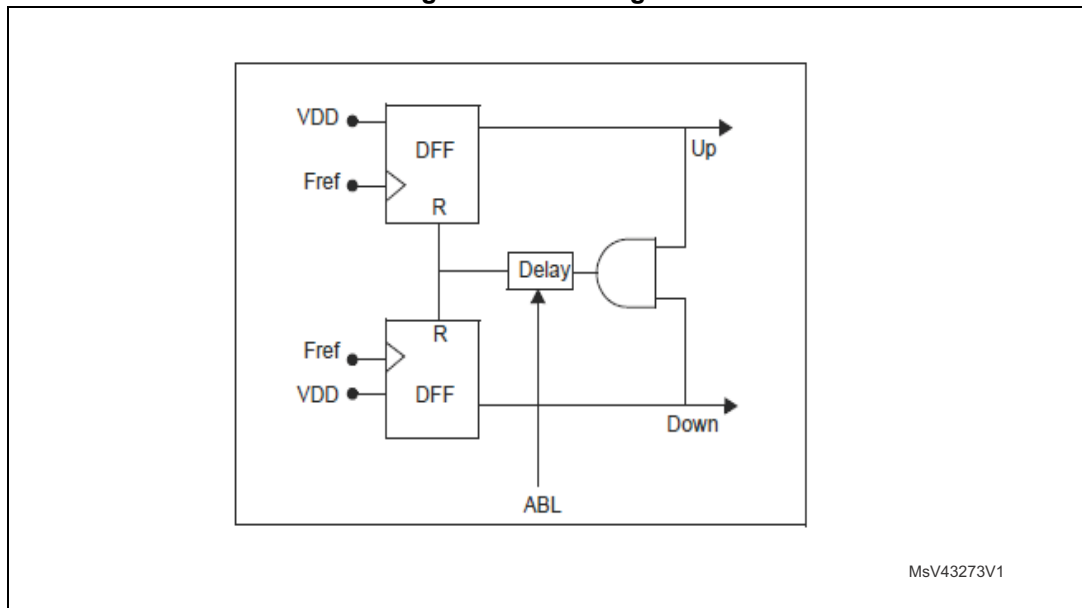 VDD
DFF
Up
Fref
R
Delay
R
Fref
DFF
VDD
Down
ABL
MsV43273V1